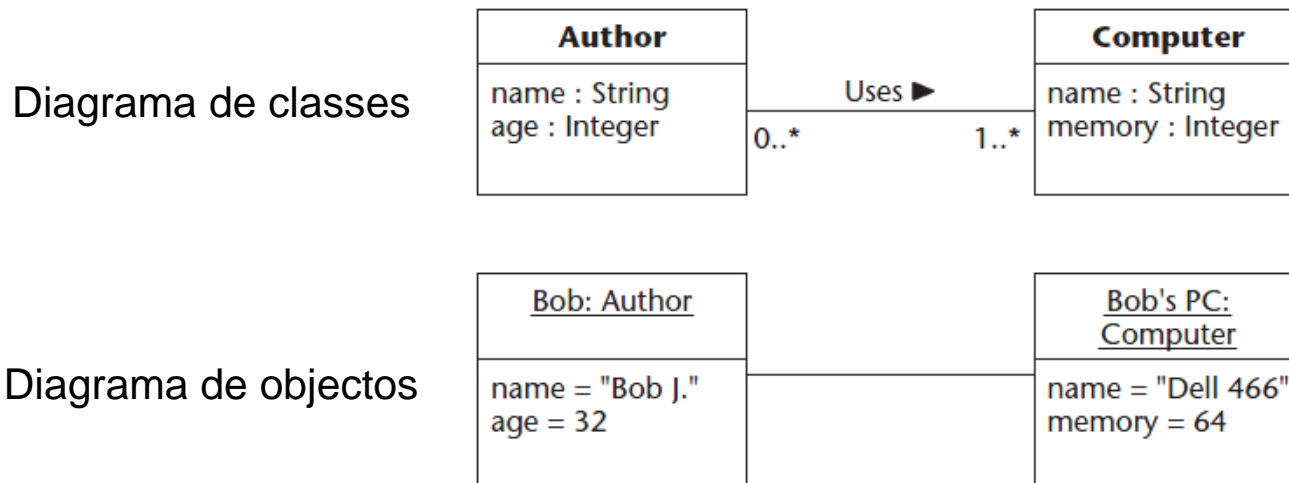 Diagrama de classes
Author
name : String
age : Integer
Uses ▶
0..*
1..*
Computer
name : String
memory : Integer
Diagrama de objectos
Bob: Author
name = "Bob J."
age = 32
Bob's PC:
Computer
name = "Dell 466"
memory = 64